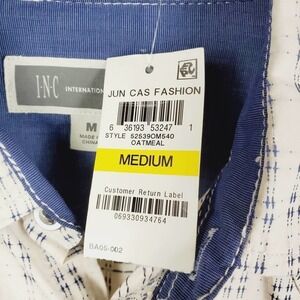 I·N·C INTERNATION
M
MADE
CHINA
JUN CAS FASHION
6 36193 53247 1
STYLE 52539OM540
OATMEAL
MEDIUM
Customer Return Label
069330934764
BA05-002